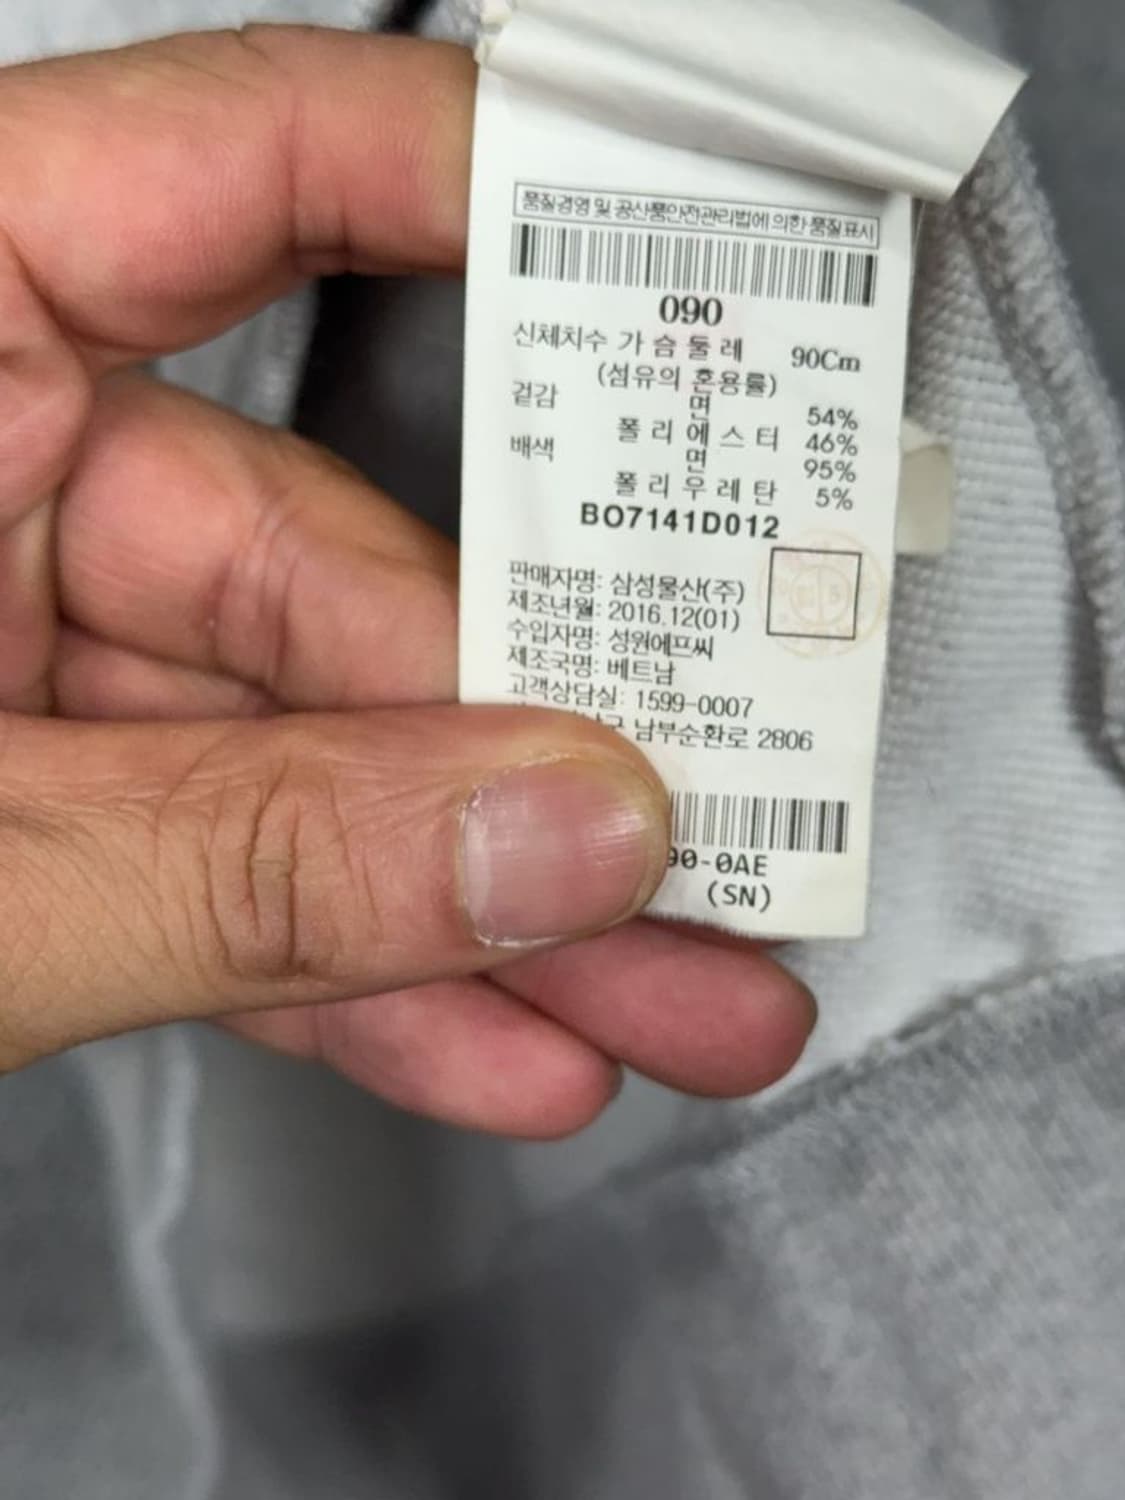 품질경영 및 공산품안전관리법에 의한 품질표시
090
신체치수 가슴둘레 90Cm
(섬유의 혼용률)
겉감 면 54%
폴리에스터 46%
배색 면 95%
폴리우레탄 5%
BO7141D012
판매자명: 삼성물산(주)
제조년월: 2016.12(01)
수입자명: 성원에프씨
제조국명: 베트남
고객상담실: 1599-0007
남부순환로 2806
90-0AE
(SN)